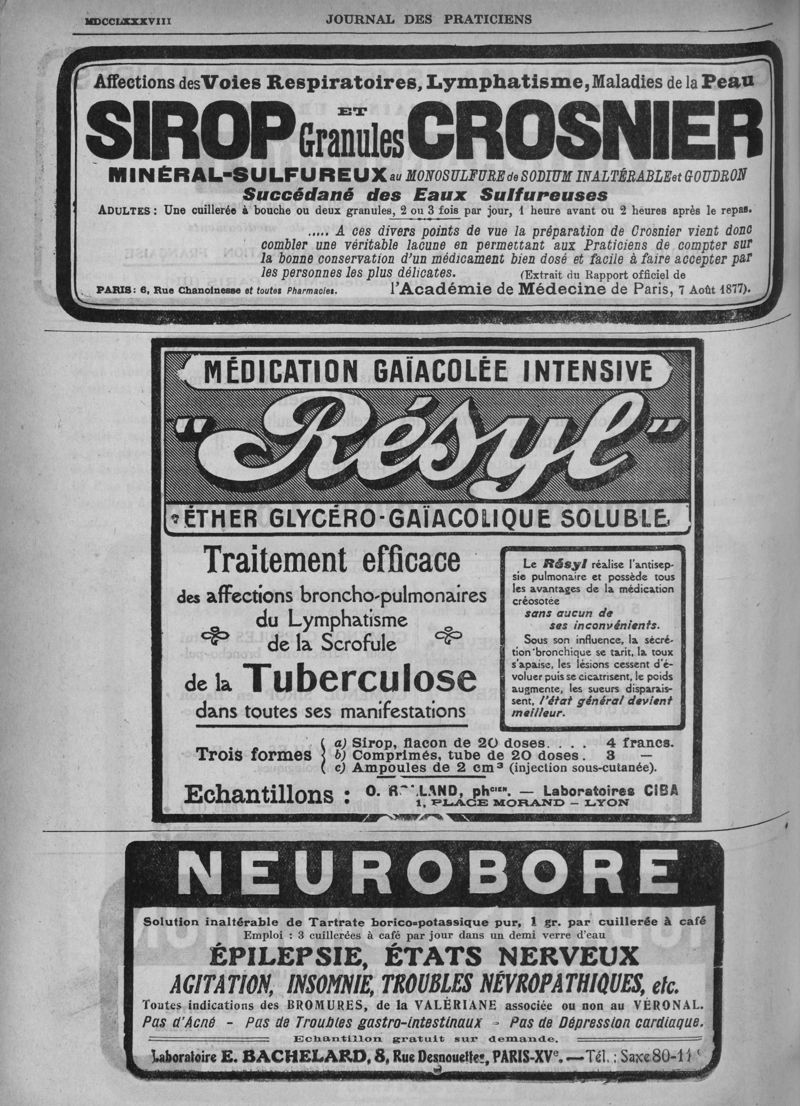 MDCCLXXXVIII JOURNAL DES PRATICIENS
Affections des Voies Respiratoires, Lymphatisme, Maladies de la Peau
SIROP ET Granules CROSNIER
MINÉRAL-SULFUREUX au MONOSULFURE de SODIUM INALTÉRABLE et GOUDRON
Succédané des Eaux Sulfureuses
ADULTES : Une cuillerée à bouche ou deux granules, 2 ou 3 fois par jour, 1 heure avant ou 2 heures après le repas.
..... A ces divers points de vue la préparation de Crosnier vient donc
combler une véritable lacune en permettant aux Praticiens de compter sur
la bonne conservation d'un médicament bien dosé et facile à faire accepter par
les personnes les plus délicates. (Extrait du Rapport officiel de
PARIS: 6, Rue Chanoinesse et toutes Pharmacies. l'Académie de Médecine de Paris, 7 Août 1877).
MÉDICATION GAÏACOLÉE INTENSIVE
"Résyl"
ÉTHER GLYCÉRO-GAÏACOLIQUE SOLUBLE
Traitement efficace
des affections broncho-pulmonaires
du Lymphatisme
de la Scrofule
de la Tuberculose
dans toutes ses manifestations
Le Résyl réalise l'antisep-
sie pulmonaire et possède tous
les avantages de la médication
créosotée
sans aucun de
ses inconvénients.
Sous son influence, la sécré-
tion bronchique se tarit, la toux
s'apaise, les lésions cessent d'é-
voluer puis se cicatrisent, le poids
augmente, les sueurs disparais-
sent, l'état général devient
meilleur.
Trois formes
a) Sirop, flacon de 20 doses. . . . 4 francs.
b) Comprimés, tube de 20 doses. 3 —
c) Ampoules de 2 cm³ (injection sous-cutanée).
Echantillons : O. LAND, phcien. — Laboratoires CIBA
1, PLACE MORAND — LYON
NEUROBORE
Solution inaltérable de Tartrate borico=potassique pur, 1 gr. par cuillerée à café
Emploi : 3 cuillerées à café par jour dans un demi verre d'eau
ÉPILEPSIE, ÉTATS NERVEUX
AGITATION, INSOMNIE, TROUBLES NÉVROPATHIQUES, etc.
Toutes indications des BROMURES, de la VALÉRIANE associée ou non au VÉRONAL.
Pas d'Acné - Pas de Troubles gastro-intestinaux - Pas de Dépression cardiaque.
Echantillon gratuit sur demande.
Laboratoire E. BACHELARD, 8, Rue Desnouettes, PARIS-XVe. — Tél. : Saxe 80-11